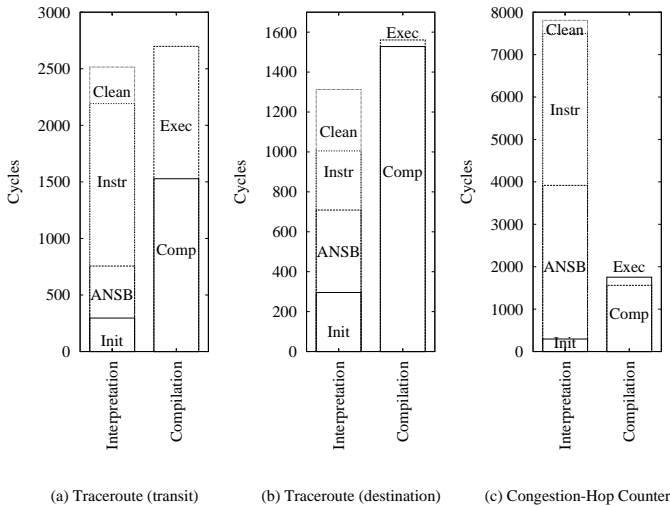 3000
2500
2000
1500
1000
500
0
Cycles
Clean
Instr
ANSB
Init
Exec
Comp
Interpretation
Compilation
(a) Traceroute (transit)
1600
1400
1200
1000
800
600
400
200
0
Cycles
Clean
Instr
ANSB
Init
Exec
Comp
Interpretation
Compilation
(b) Traceroute (destination)
8000
7000
6000
5000
4000
3000
2000
1000
0
Cycles
Clean
Instr
ANSB
Init
Exec
Comp
Interpretation
Compilation
(c) Congestion-Hop Counter